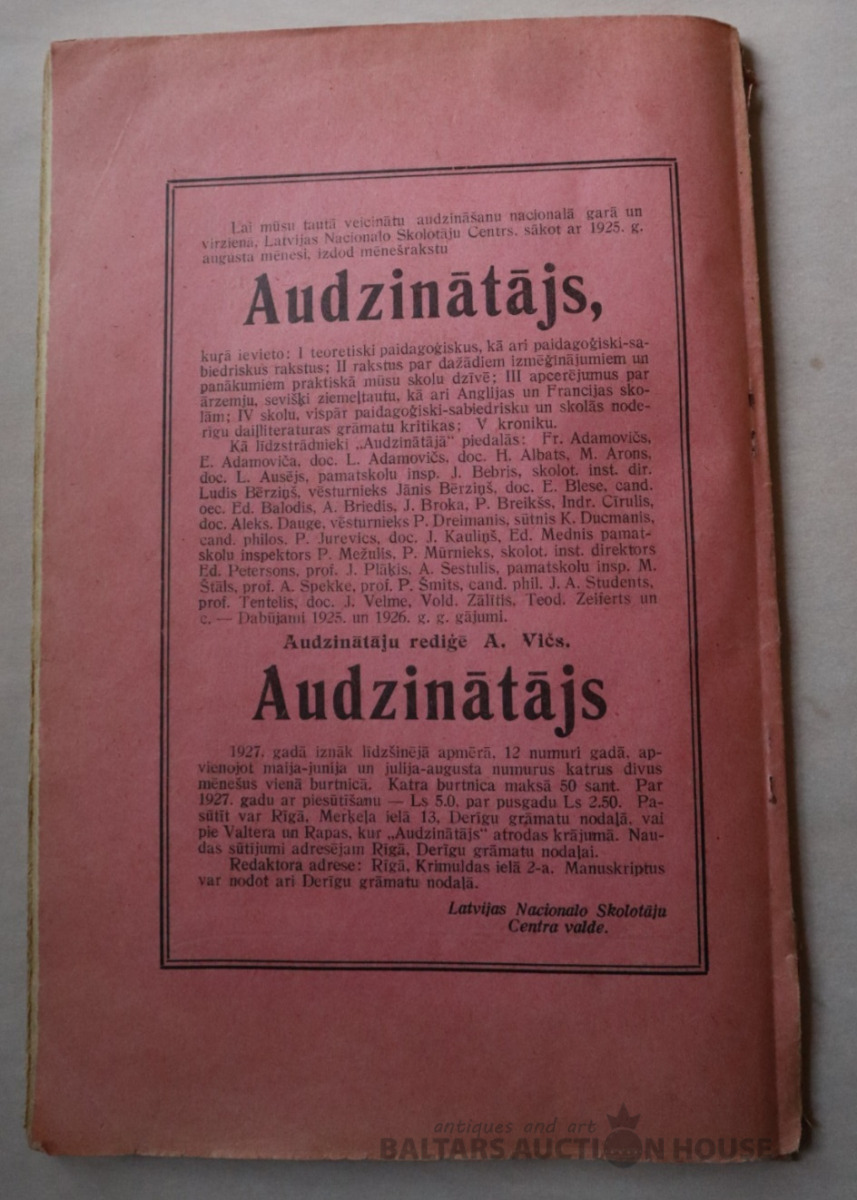 Lai mūsu tautā veicinātu audzināšanu nacionalā garā un
virzienā, Latvijas Nacionalo Skolotāju Centrs, sākot ar 1925. g.
augusta mēnesi, izdod mēnešrakstu
Audzinātājs,
kuŗā ievieto: I teoretiski paidagoģiskus, kā ari paidagoģiski-sa-
biedriskus rakstus; II rakstus par dažādiem izmēģinājumiem un
panākumiem praktiskā mūsu skolu dzīvē; III apcerējumus par
ārzemju, sevišķi ziemeļtautu, kā ari Anglijas un Francijas sko-
lām; IV skolu, vispār paidagoģiski-sabiedrisku un skolās node-
rīgu daiļliteraturas grāmatu kritikas; V kroniku.
Kā līdzstrādnieki „Audzinātājā“ piedalās: Fr. Adamovičs,
E. Adamoviča, doc. L. Adamovičs, doc. H. Albats, M. Arons,
doc. L. Ausējs, pamatskolu insp. J. Bebris, skolot. inst. dir.
Ludis Bērziņš, vēsturnieks Jānis Bērziņš, doc. E. Blese, cand.
oec. Ed. Balodis, A. Briedis, J. Broka, P. Breikšs, Indr. Cīrulis,
doc. Aleks. Dauge, vēsturnieks P. Dreimanis, sūtnis K. Ducmanis,
cand. philos. P. Jurevics, doc. J. Kauliņš, Ed. Mednis pamat-
skolu inspektors P. Mežulis, P. Mūrnieks, skolot. inst. direktors
Ed. Petersons, prof. J. Plāķis, A. Sestulis, pamatskolu insp. M.
Štāls, prof. A. Spekke, prof. P. Šmits, cand. phil. J. A. Students,
prof. Tentelis, doc. J. Velme, Vold. Zālītis, Teod. Zeiferts un
c. — Dabūjami 1925. un 1926. g. g. gājumi.
Audzinātāju rediģē A. Vičs.
Audzinātājs
1927. gadā iznāk līdzšinējā apmērā, 12 numuri gadā, ap-
vienojot maija-junija un julija-augusta numurus katrus divus
mēnešus vienā burtnicā. Katra burtnica maksā 50 sant. Par
1927. gadu ar piesūtīšanu — Ls 5.0, par pusgadu Ls 2.50. Pa-
sūtīt var Rīgā, Merķeļa ielā 13, Derīgu grāmatu nodaļā, vai
pie Valtera un Rapas, kur „Audzinātājs“ atrodas krājumā. Nau-
das sūtijumi adresējam Rīgā, Derīgu grāmatu nodaļai.
Redaktora adrese: Rīgā, Krimuldas ielā 2-a. Manuskriptus
var nodot ari Derīgu grāmatu nodaļā.
Latvijas Nacionalo Skolotāju
Centra valde.
antiques and art
BALTARS AUCTION HOUSE